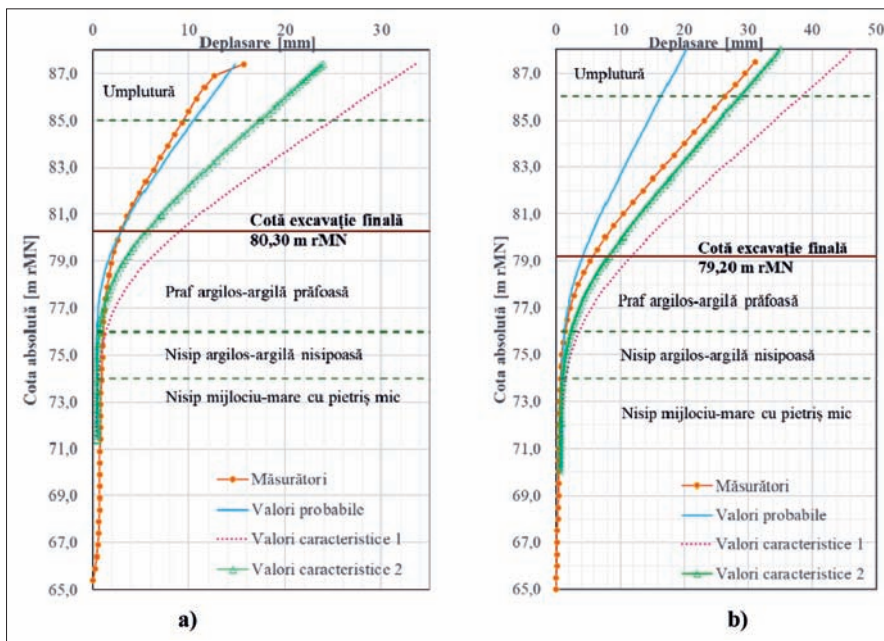 0
10
20
30
Deplasare [mm]
Cota absolută [m rMN]
87,0
85,0
83,0
81,0
79,0
77,0
75,0
73,0
71,0
69,0
67,0
65,0
Umplutură
Cotă excavație finală
80,30 m rMN
Praf argilos-argilă prăfoasă
Nisip argilos-argilă nisipoasă
Nisip mijlociu-mare cu pietriș mic
Măsurători
Valori probabile
Valori caracteristice 1
Valori caracteristice 2
a)
0
10
20
30
40
50
Deplasare [mm]
Cota absolută [m rMN]
87,0
85,0
83,0
81,0
79,0
77,0
75,0
73,0
71,0
69,0
67,0
65,0
Umplutură
Cotă excavație finală
79,20 m rMN
Praf argilos-argilă prăfoasă
Nisip argilos-argilă nisipoasă
Nisip mijlociu-mare cu pietriș mic
Măsurători
Valori probabile
Valori caracteristice 1
Valori caracteristice 2
b)